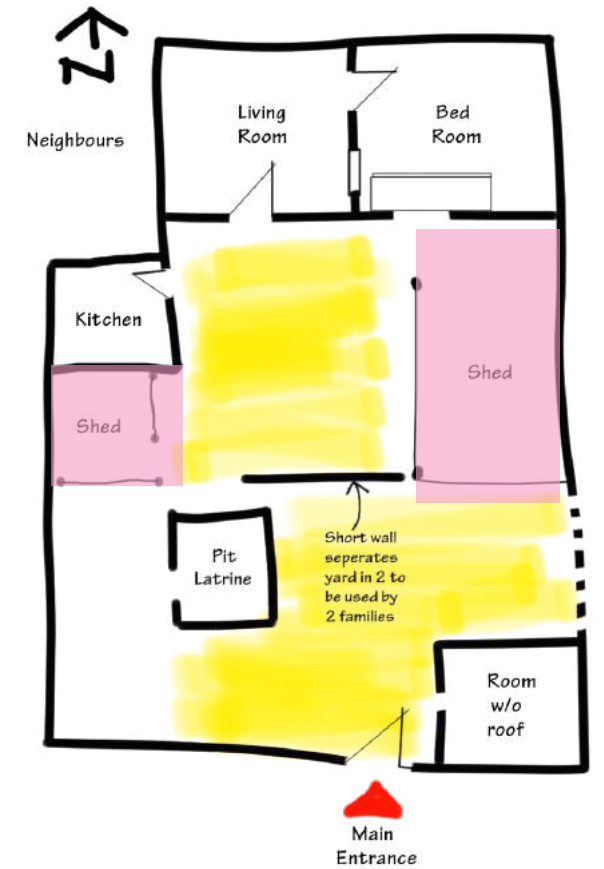 N
Neighbours
Living
Room
Bed
Room
Kitchen
Shed
Shed
Short wall
seperates
yard in 2 to
be used by
2 families
Pit
Latrine
Room
w/o
roof
Main
Entrance